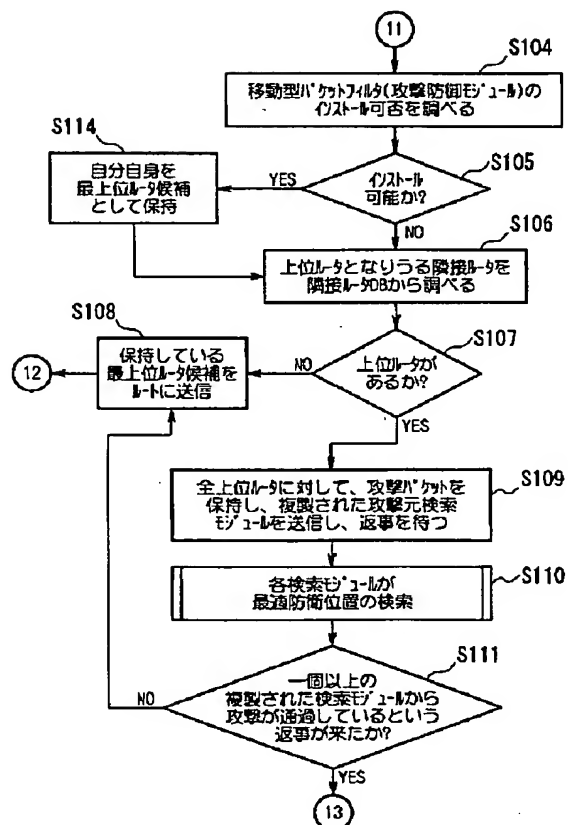 11
S104
移動型パケットフィルタ(攻撃防御モジュール)の
インストール可否を調べる
S114
自分自身を
最上位ルータ候補
として保持
YES
S105
インストール
可能か?
NO
S106
上位ルータとなりうる隣接ルータを
隣接ルータDBから調べる
S108
保持している
最上位ルータ候補を
ルートに送信
12
NO
S107
上位ルータが
あるか?
YES
S109
全上位ルータに対して、攻撃パケットを
保持し、複製された攻撃元検索
モジュールを送信し、返事を待つ
S110
各検索モジュールが
最適防衛位置の検索
S111
一個以上の
複製された検索モジュールから
攻撃が通過しているという
返事が来たか?
NO
YES
13